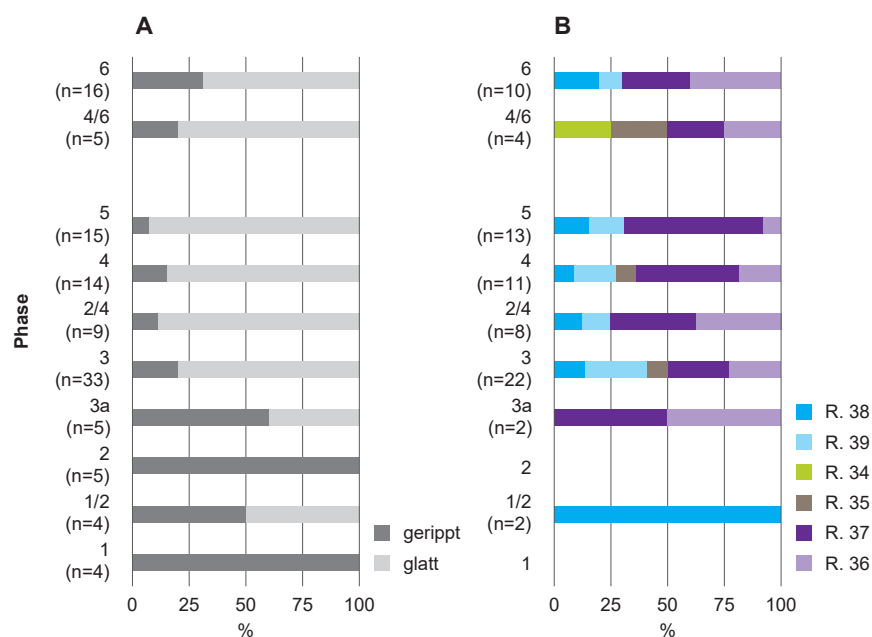 A
6
(n=16)
4/6
(n=5)
5
(n=15)
4
(n=14)
2/4
(n=9)
3
(n=33)
3a
(n=5)
2
(n=5)
1/2
(n=4)
1
(n=4)
Phase
gerippt
glatt
0 25 50 75 100
%
B
6
(n=10)
4/6
(n=4)
5
(n=13)
4
(n=11)
2/4
(n=8)
3
(n=22)
3a
(n=2)
2
1/2
(n=2)
1
0 25 50 75 100
%
R. 38
R. 39
R. 34
R. 35
R. 37
R. 36